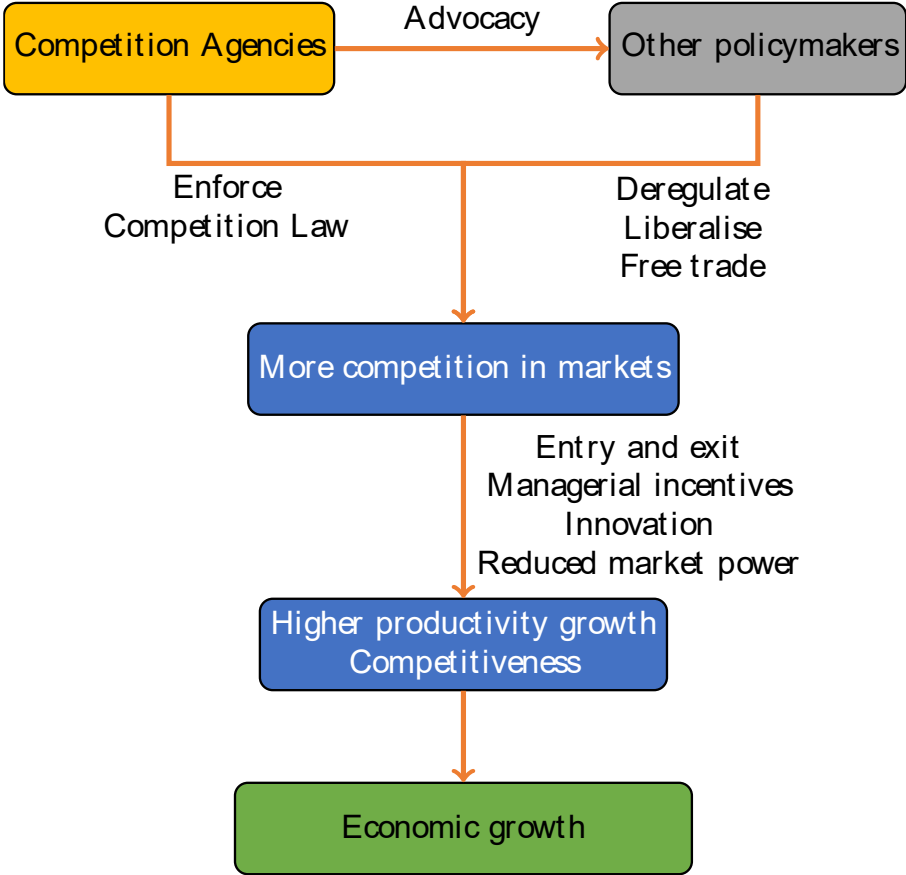 Advocacy
Competition Agencies
Other policymakers
Enforce
Competition Law
Deregulate
Liberalise
Free trade
More competition in markets
Entry and exit
Managerial incentives
Innovation
Reduced market power
Higher productivity growth
Competitiveness
Economic growth